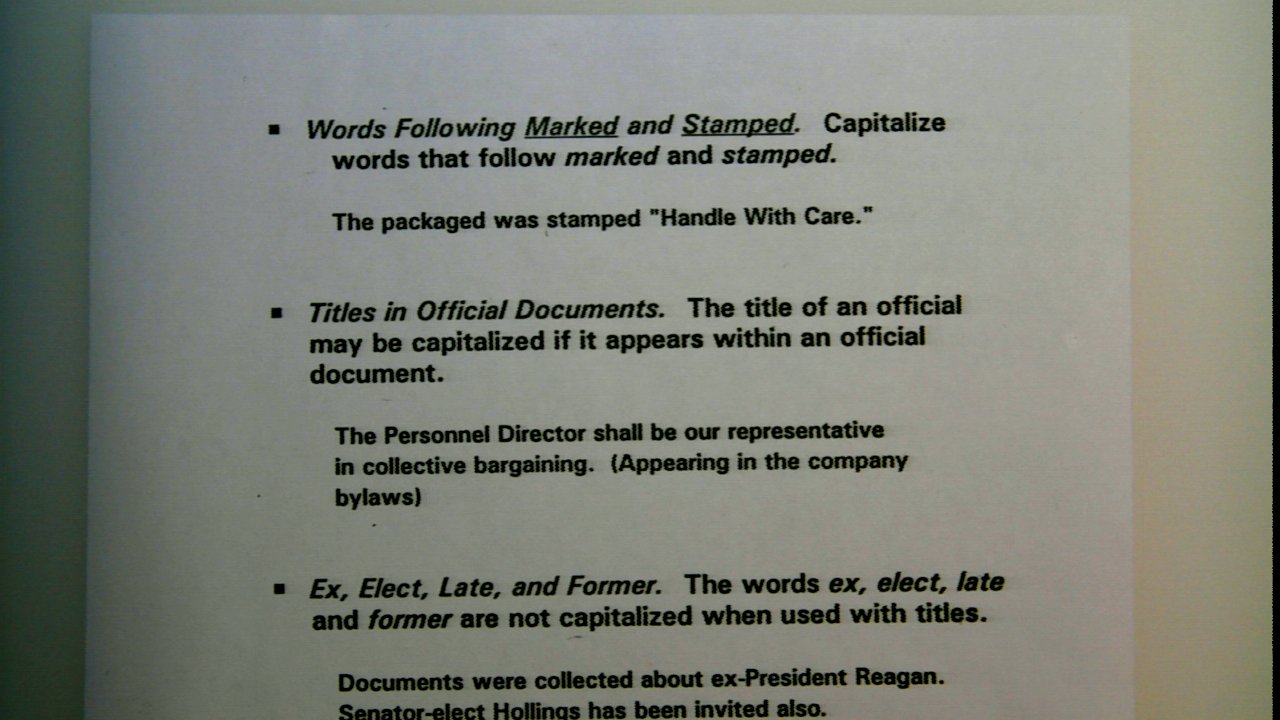 ▪ Words Following Marked and Stamped. Capitalize
words that follow marked and stamped.
The packaged was stamped "Handle With Care."
▪ Titles in Official Documents. The title of an official
may be capitalized if it appears within an official
document.
The Personnel Director shall be our representative
in collective bargaining. (Appearing in the company
bylaws)
▪ Ex, Elect, Late, and Former. The words ex, elect, late
and former are not capitalized when used with titles.
Documents were collected about ex-President Reagan.
Senator-elect Hollings has been invited also.